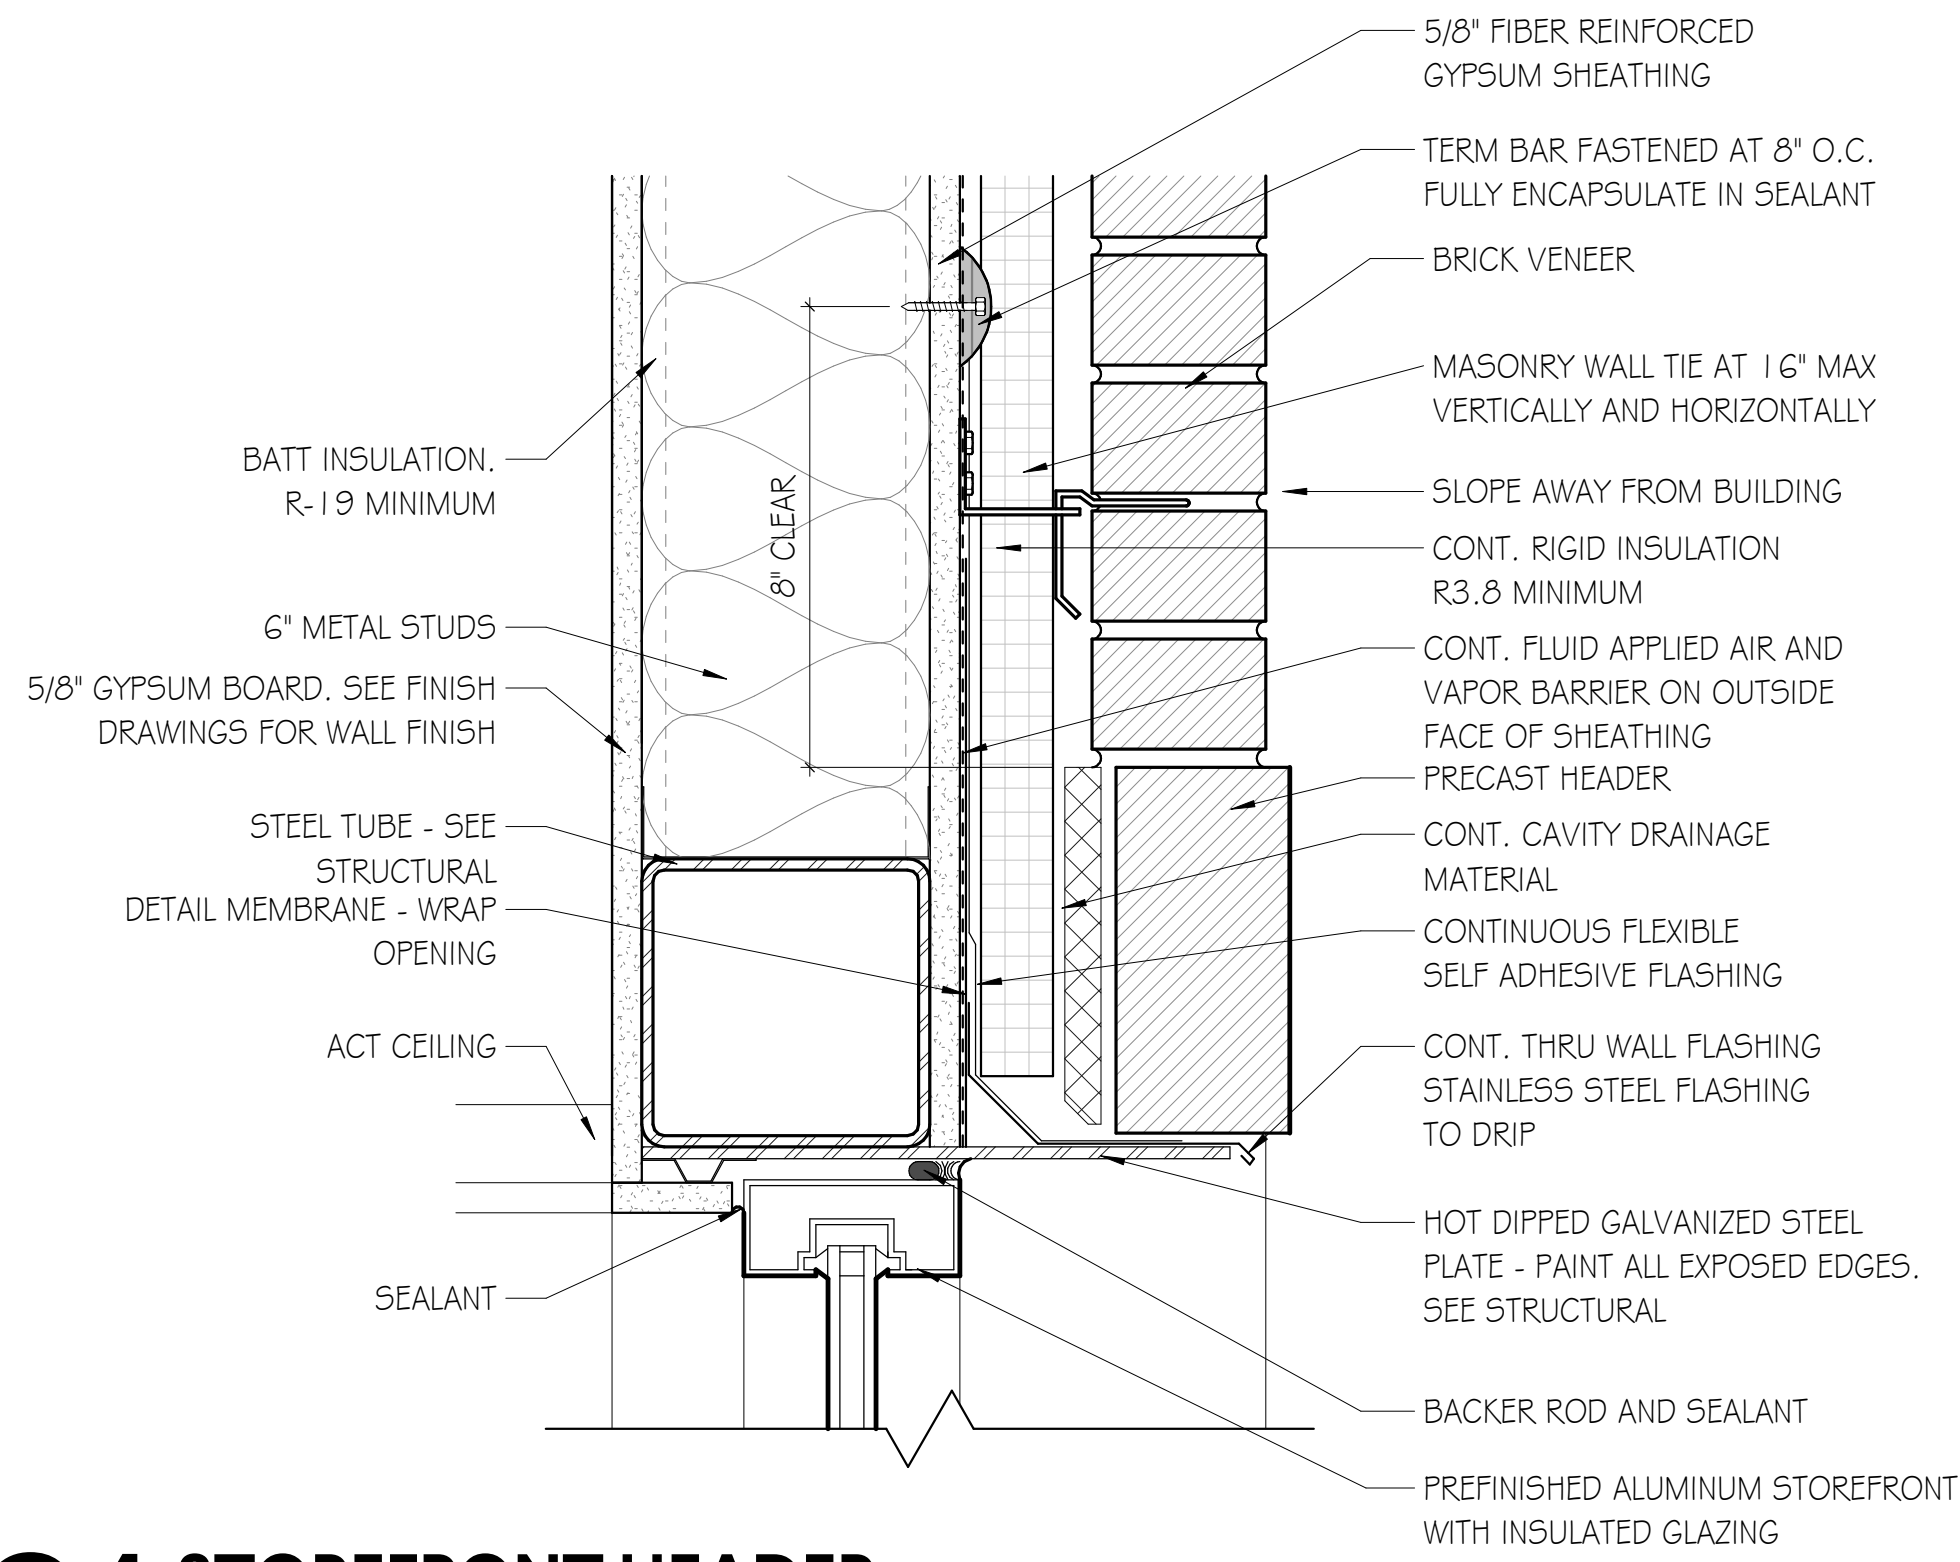 5/8" FIBER REINFORCED
GYPSUM SHEATHING
TERM BAR FASTENED AT 8" O.C.
FULLY ENCAPSULATE IN SEALANT
BRICK VENEER
MASONRY WALL TIE AT 16" MAX
VERTICALLY AND HORIZONTALLY
SLOPE AWAY FROM BUILDING
CONT. RIGID INSULATION
R3.8 MINIMUM
CONT. FLUID APPLIED AIR AND
VAPOR BARRIER ON OUTSIDE
FACE OF SHEATHING
PRECAST HEADER
CONT. CAVITY DRAINAGE
MATERIAL
CONTINUOUS FLEXIBLE
SELF ADHESIVE FLASHING
CONT. THRU WALL FLASHING
STAINLESS STEEL FLASHING
TO DRIP
HOT DIPPED GALVANIZED STEEL
PLATE - PAINT ALL EXPOSED EDGES.
SEE STRUCTURAL
BACKER ROD AND SEALANT
PREFINISHED ALUMINUM STOREFRONT
WITH INSULATED GLAZING
BATT INSULATION.
R-19 MINIMUM
6" METAL STUDS
5/8" GYPSUM BOARD. SEE FINISH
DRAWINGS FOR WALL FINISH
STEEL TUBE - SEE
STRUCTURAL
DETAIL MEMBRANE - WRAP
OPENING
ACT CEILING
SEALANT
8" CLEAR
STOREFRONT HEADER